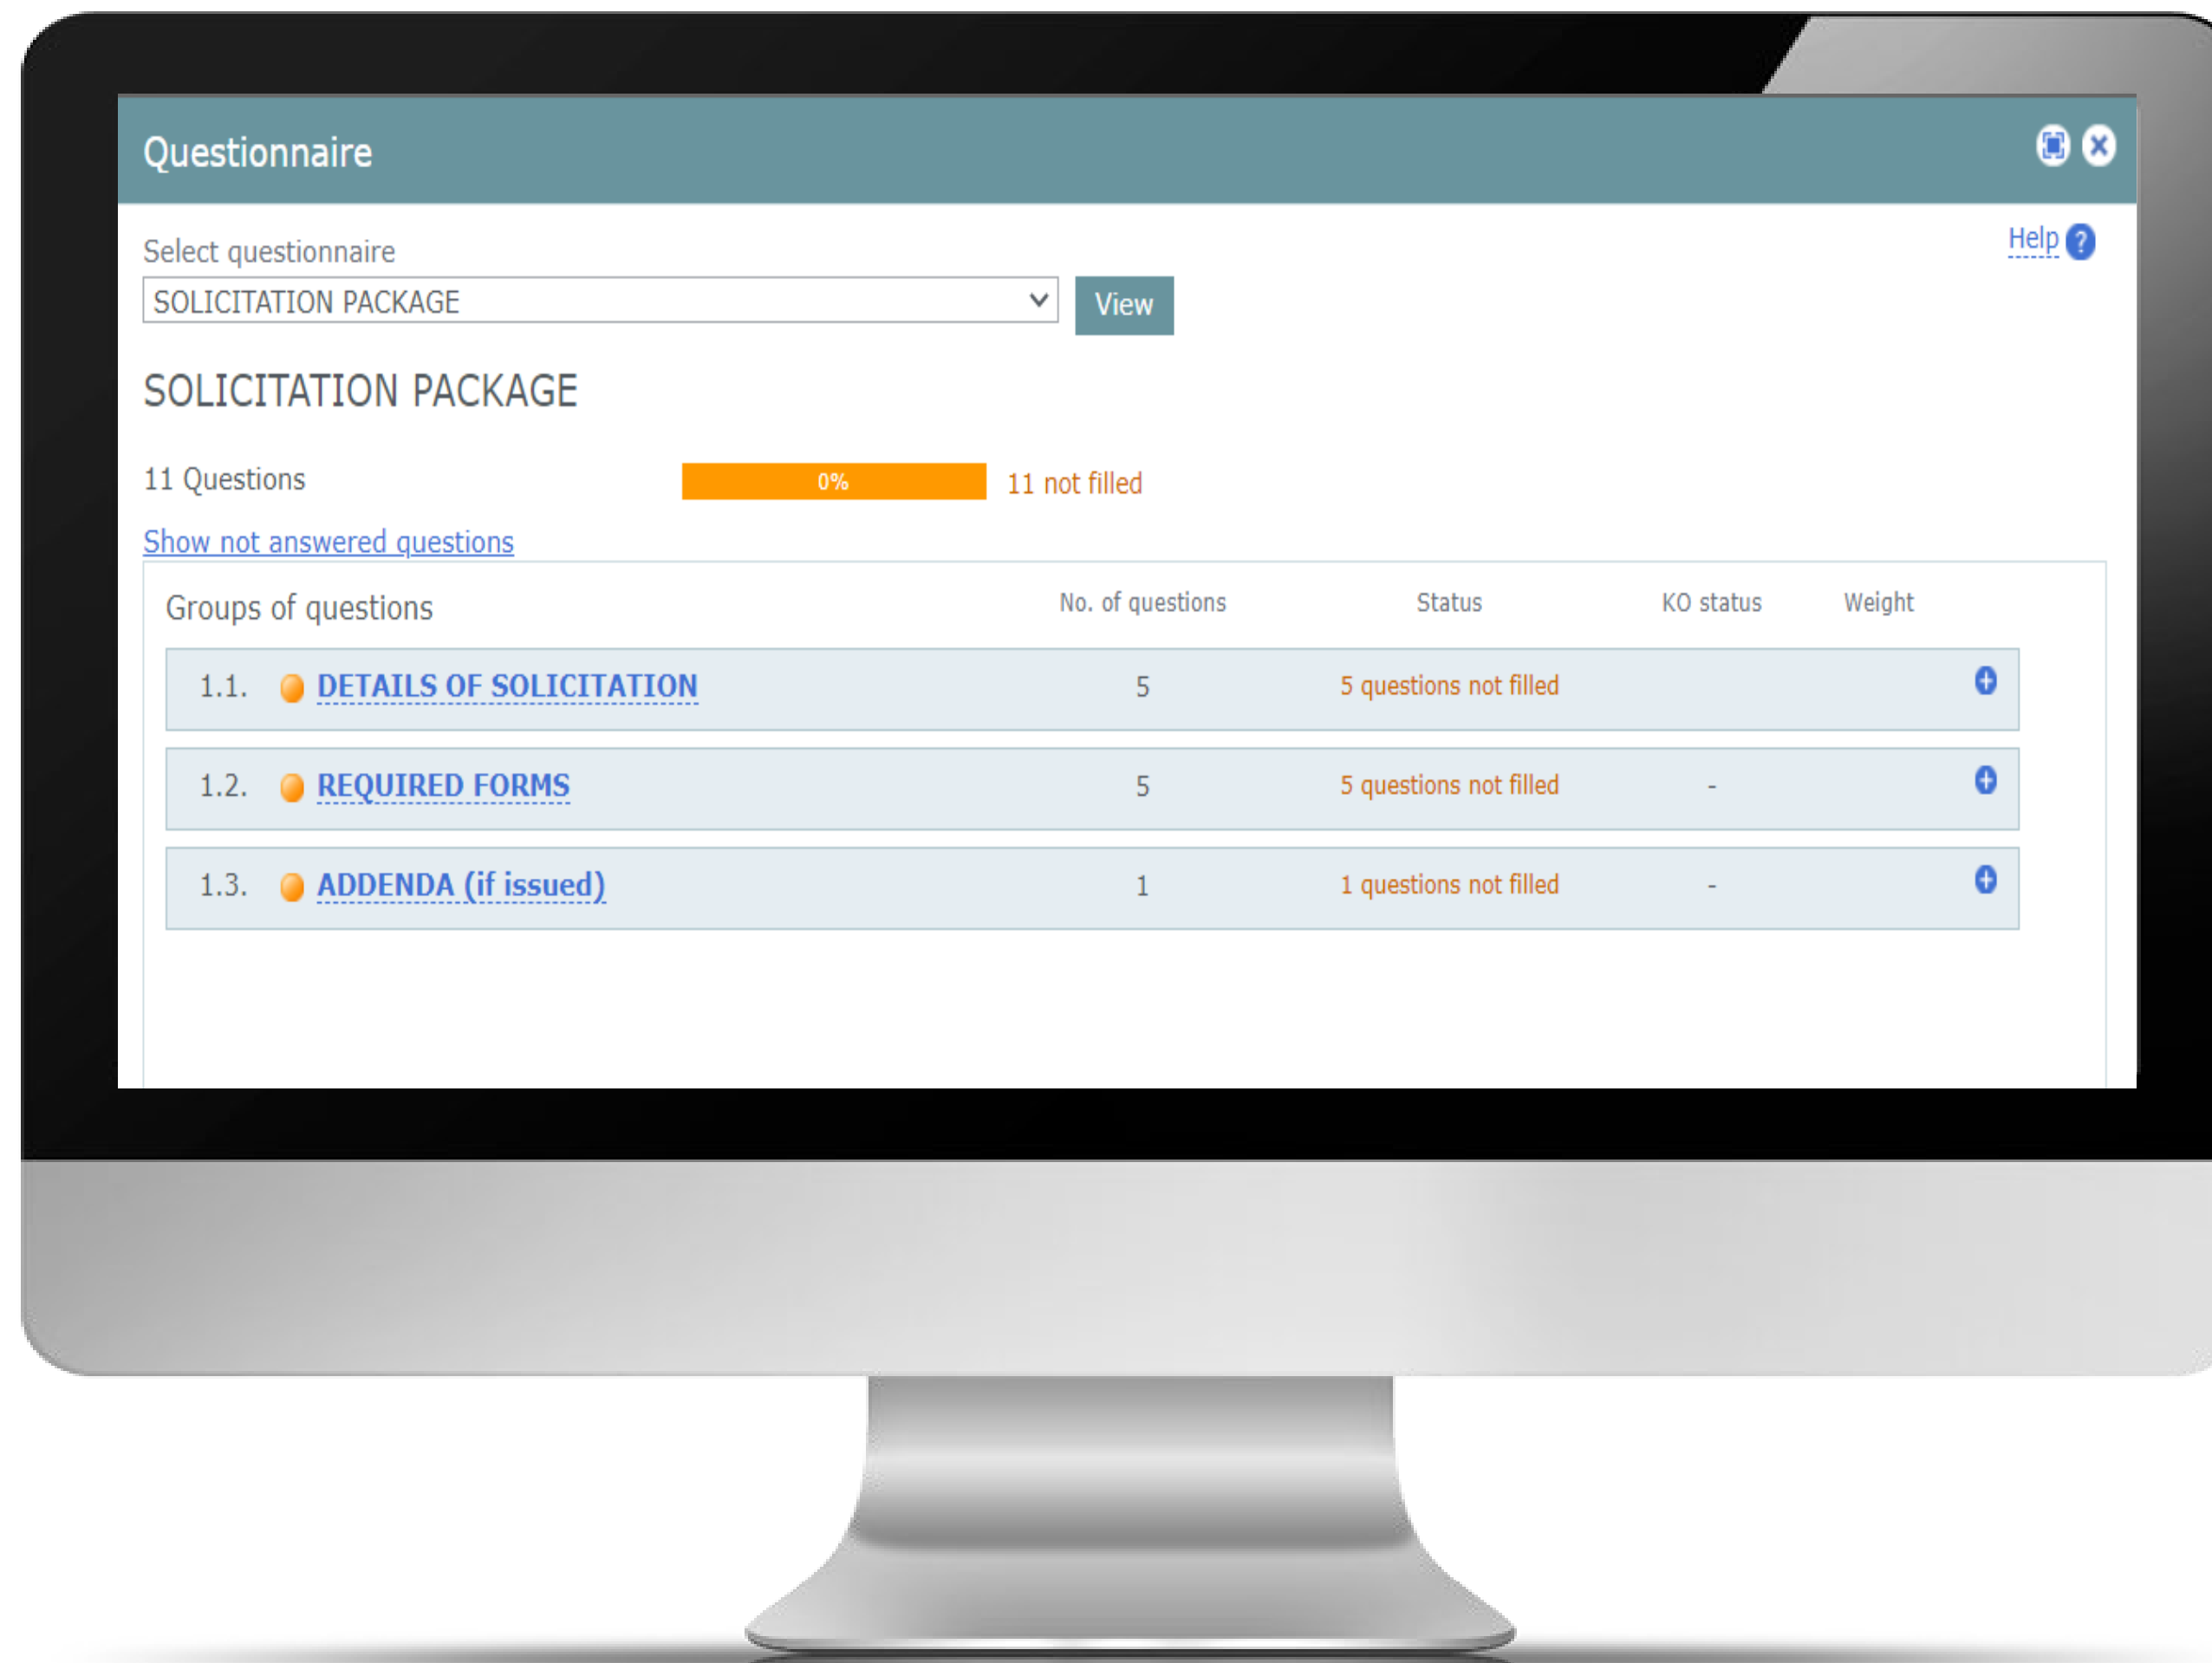 Questionnaire
Select questionnaire
Help ?
SOLICITATION PACKAGE
View
SOLICITATION PACKAGE
11 Questions 0% 11 not filled
Show not answered questions
Groups of questions No. of questions Status KO status Weight
1.1. DETAILS OF SOLICITATION 5 5 questions not filled
1.2. REQUIRED FORMS 5 5 questions not filled -
1.3. ADDENDA (if issued) 1 1 questions not filled -